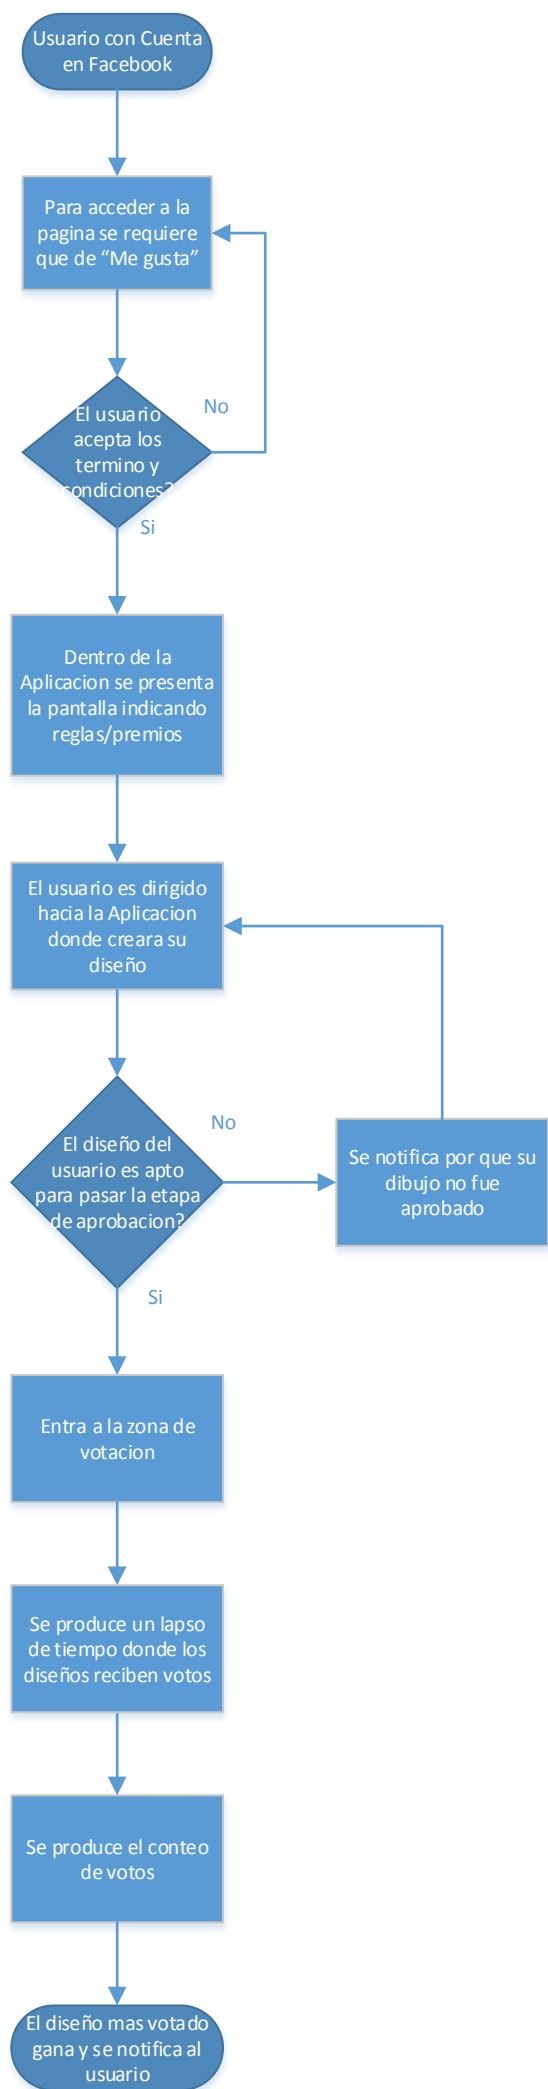 Usuario con Cuenta
en Facebook
Para acceder a la
pagina se requiere
que de “Me gusta”
No
El usuario
acepta los
termino y
condiciones?
Si
Dentro de la
Aplicacion se presenta
la pantalla indicando
reglas/premios
El usuario es dirigido
hacia la Aplicacion
donde creara su
diseño
No
El diseño del
usuario es apto
para pasar la etapa
de aprobacion?
Se notifica por que su
dibujo no fue
aprobado
Si
Entra a la zona de
votacion
Se produce un lapso
de tiempo donde los
diseños reciben votos
Se produce el conteo
de votos
El diseño mas votado
gana y se notifica al
usuario